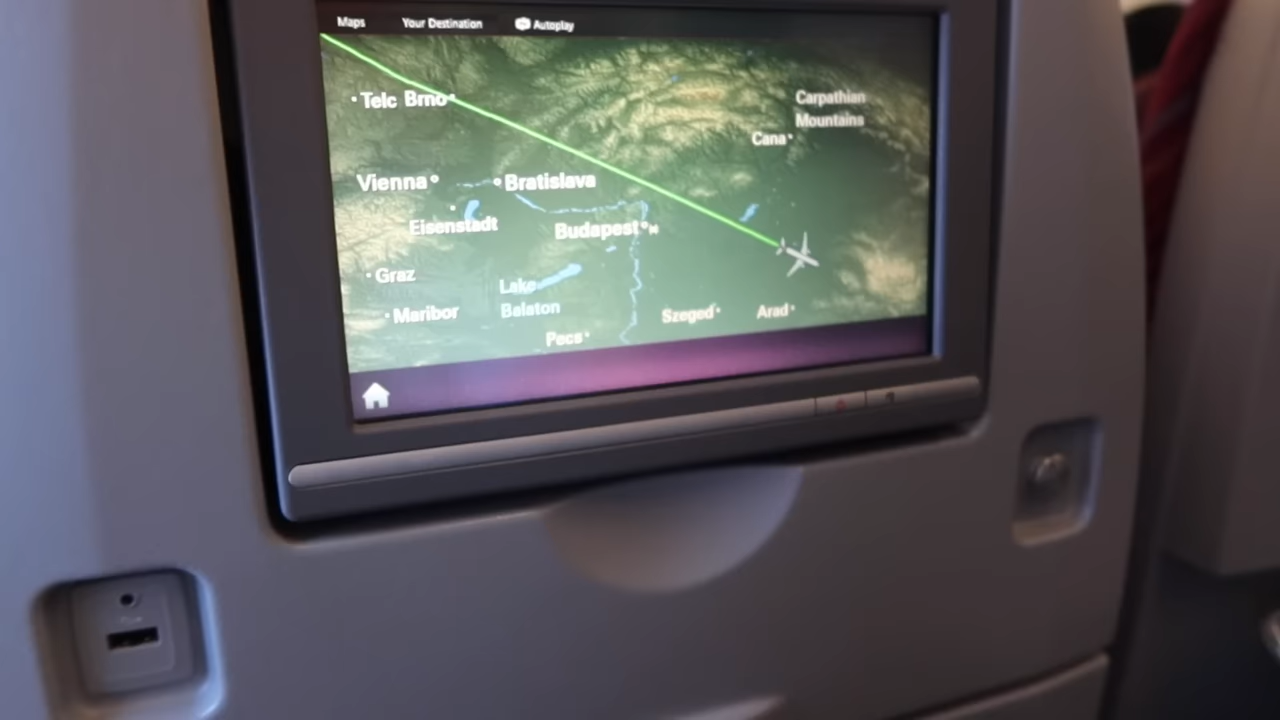 Maps Your Destination Autoplay
Telc Brno
Carpathian
Mountains
Cana
Vienna Bratislava
Eisenstadt
Budapest
Graz
Lake
Balaton
Maribor
Szeged Arad
Pecs